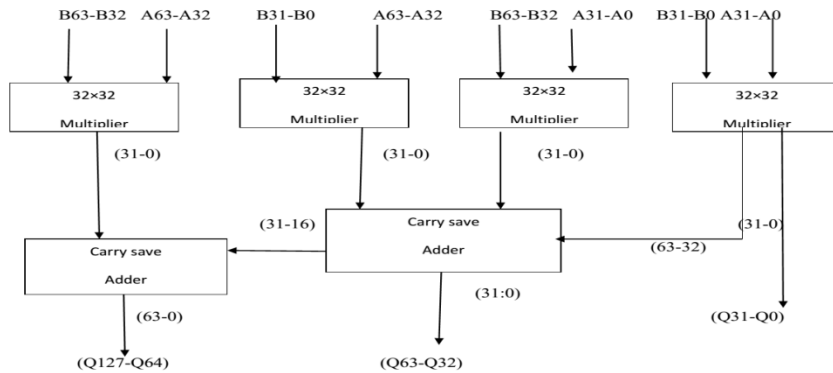 B63-B32 A63-A32 B31-B0 A63-A32 B63-B32 A31-A0 B31-B0 A31-A0
32×32
Multiplier
32×32
Multiplier
32×32
Multiplier
32×32
Multiplier
(31-0)
(31-0)
(31-0)
(31-16)
Carry save
Adder
(31-0)
(63-32)
Carry save
Adder
(63-0)
(31:0)
(Q31-Q0)
(Q127-Q64)
(Q63-Q32)